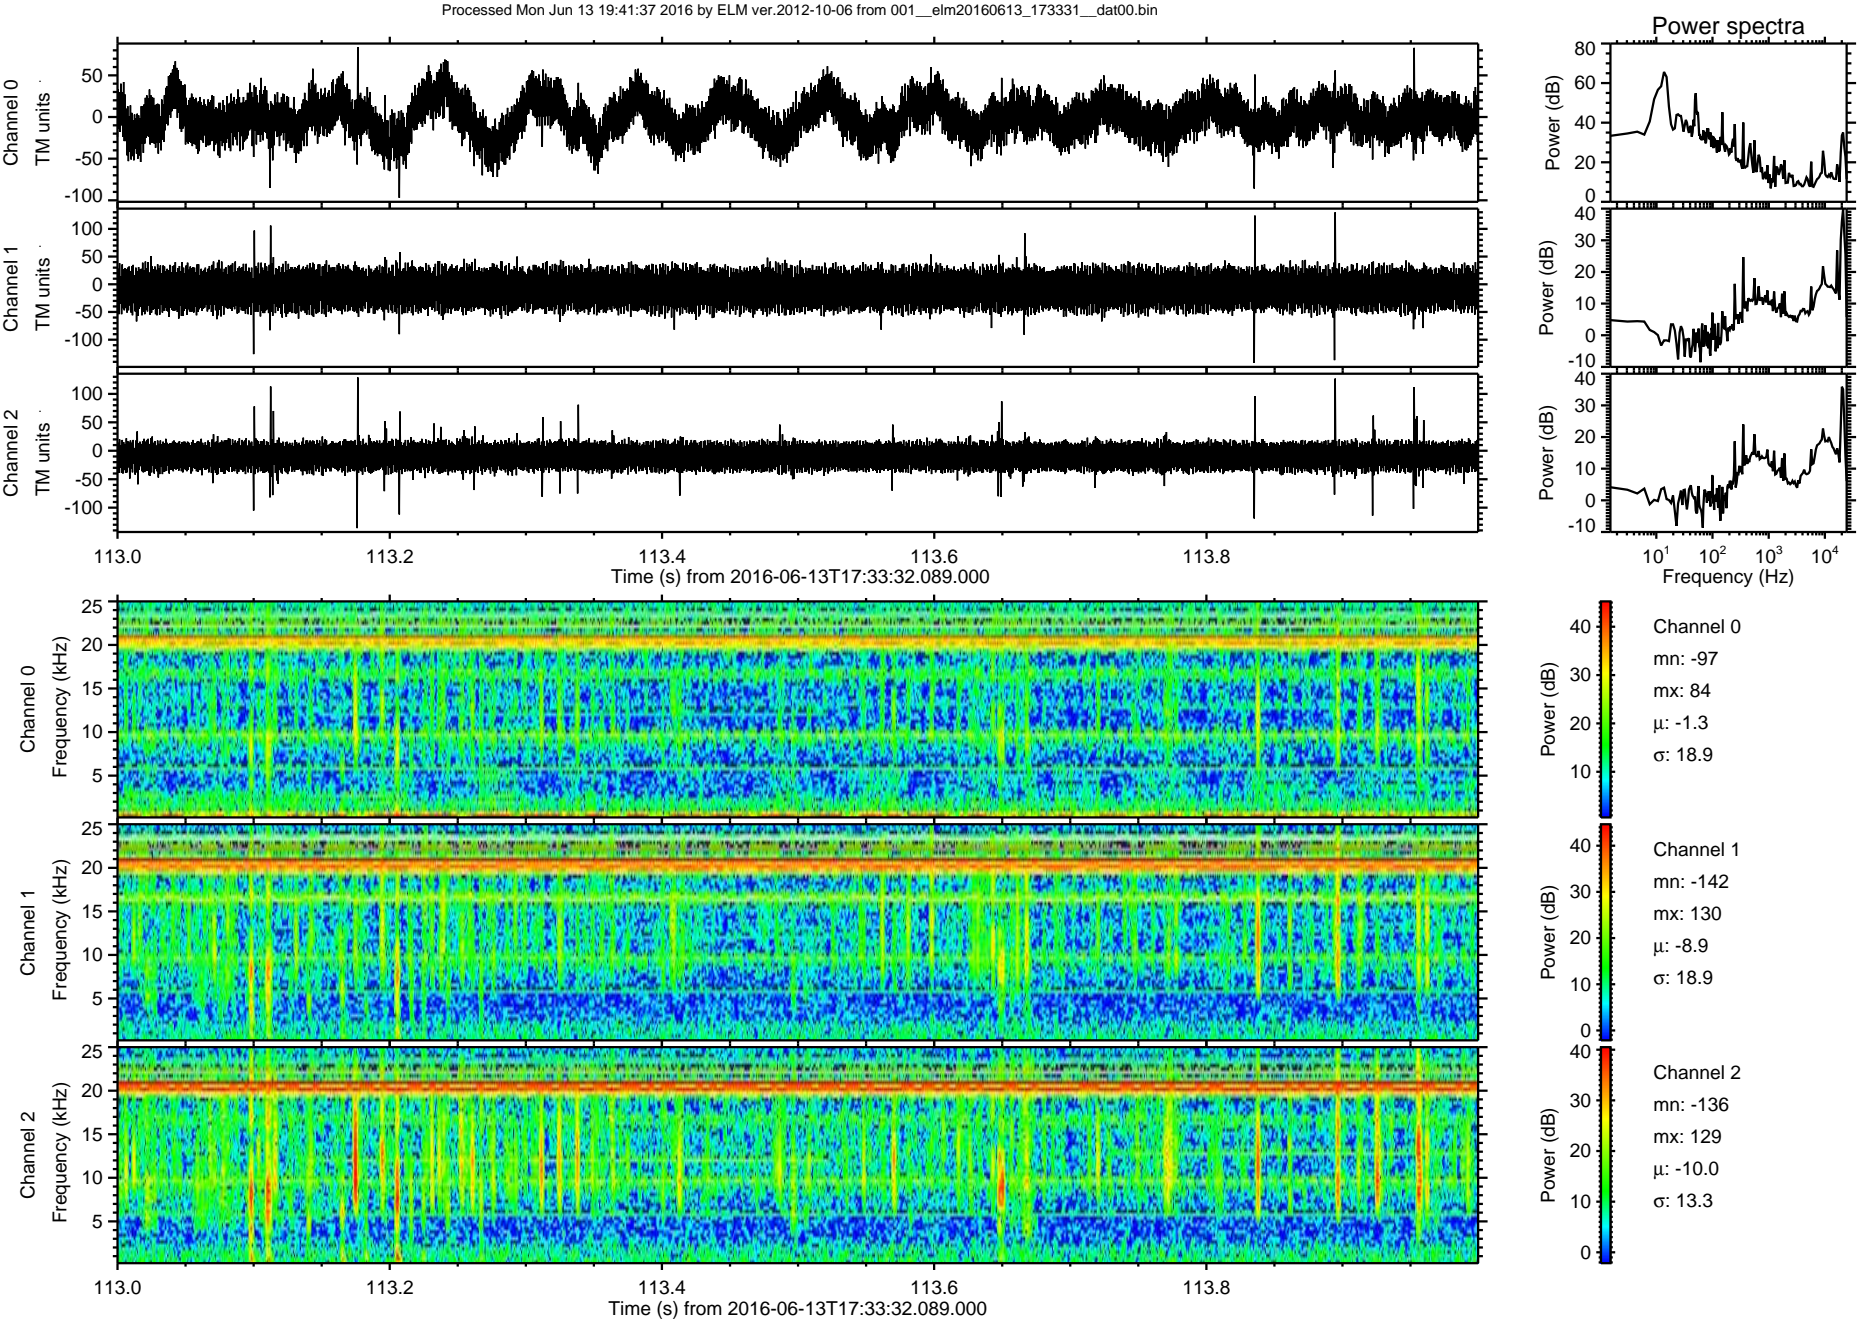 Processed Mon Jun 13 19:41:37 2016 by ELM ver.2012-10-06 from 001__elm20160613_173331__dat00.bin
Power spectra
Channel 0
TM units
50
0
-50
-100
Power (dB)
80
60
40
20
0
Channel 1
TM units
100
50
0
-50
-100
Power (dB)
40
30
20
10
0
-10
Channel 2
TM units
100
50
0
-50
-100
Power (dB)
40
30
20
10
0
-10
113.0 113.2 113.4 113.6 113.8
Time (s) from 2016-06-13T17:33:32.089.000
10¹ 10² 10³ 10⁴
Frequency (Hz)
Channel 0
Frequency (kHz)
25
20
15
10
5
Power (dB)
40
30
20
10
Channel 0
mn: -97
mx: 84
μ: -1.3
σ: 18.9
Channel 1
Frequency (kHz)
25
20
15
10
5
Power (dB)
40
30
20
10
0
Channel 1
mn: -142
mx: 130
μ: -8.9
σ: 18.9
Channel 2
Frequency (kHz)
25
20
15
10
5
Power (dB)
40
30
20
10
0
Channel 2
mn: -136
mx: 129
μ: -10.0
σ: 13.3
113.0 113.2 113.4 113.6 113.8
Time (s) from 2016-06-13T17:33:32.089.000